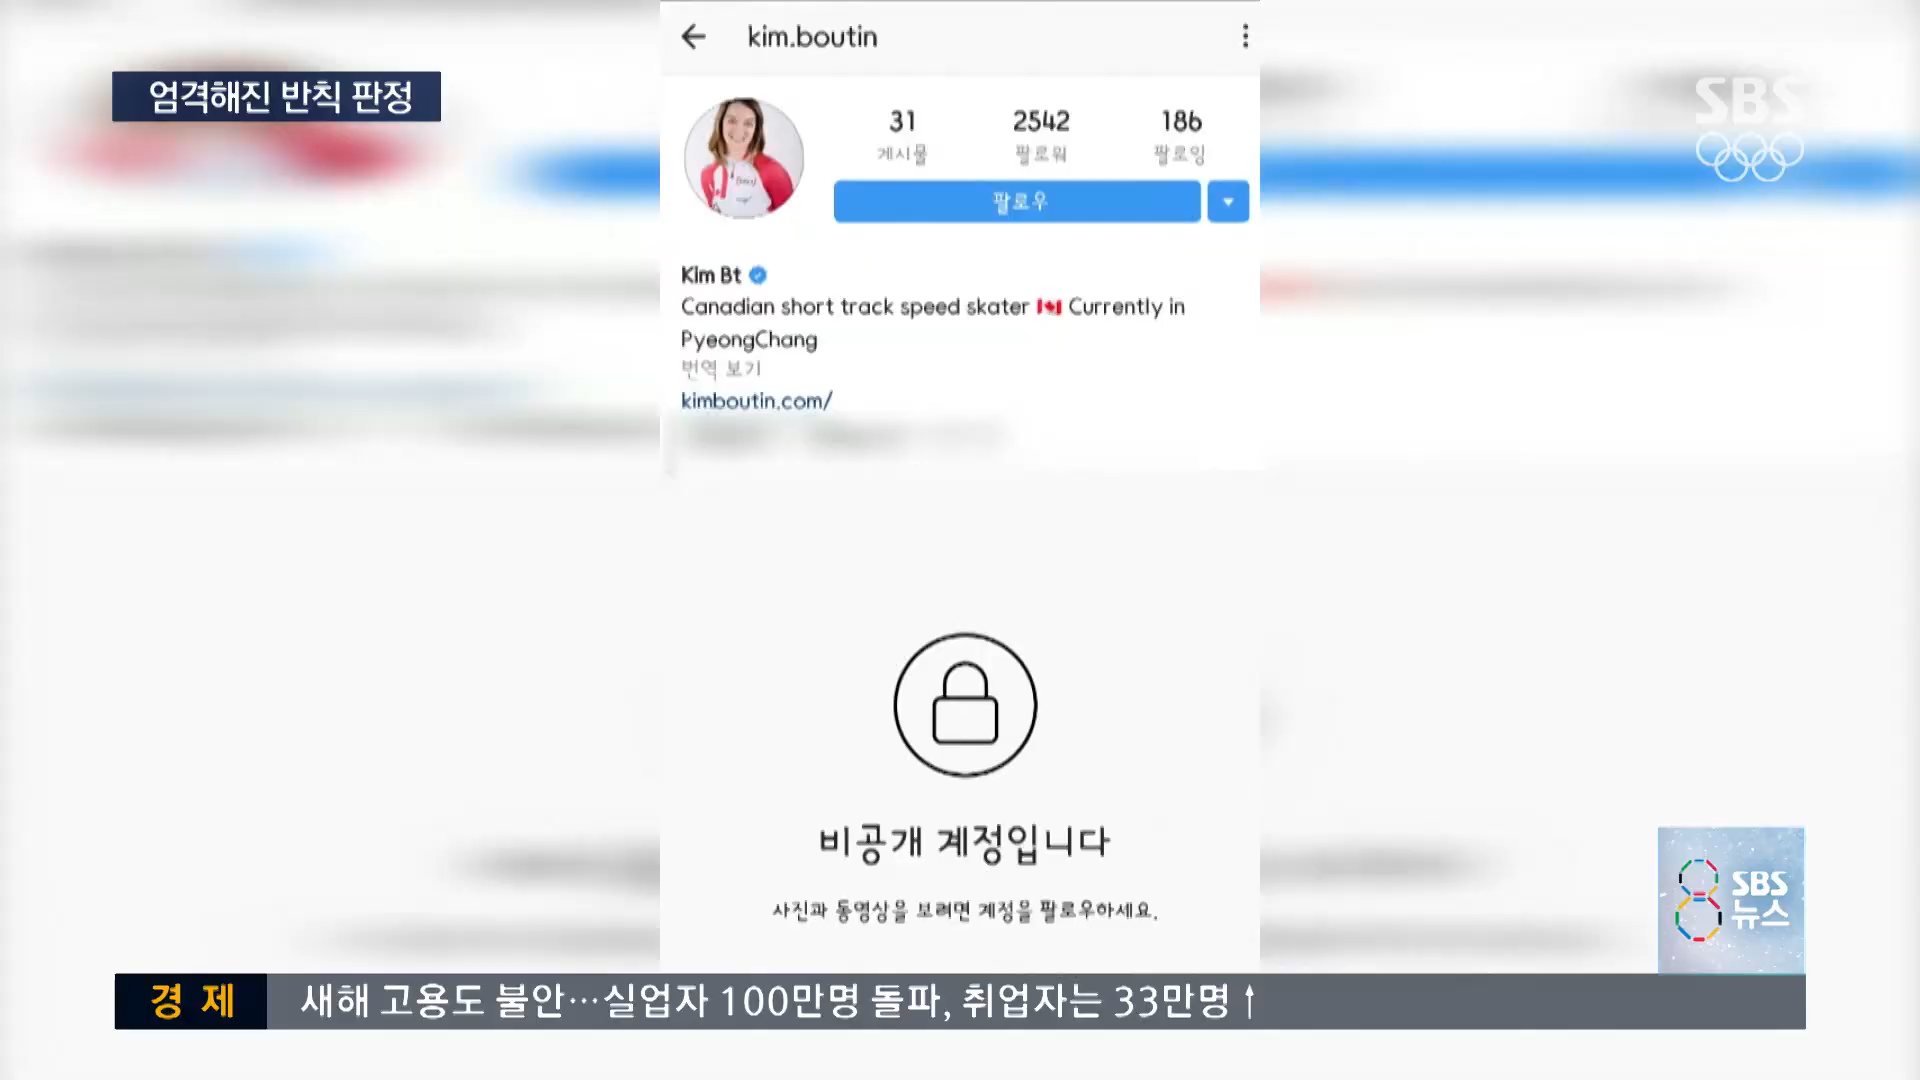 엄격해진 반칙 판정
SBS
kim.boutin
31 2542 186
게시물 팔로워 팔로잉
팔로우
Kim Bt
Canadian short track speed skater 🇨🇦 Currently in
PyeongChang
번역 보기
kimboutin.com/
비공개 계정입니다
사진과 동영상을 보려면 계정을 팔로우하세요.
8 SBS
뉴스
경제 새해 고용도 불안…실업자 100만명 돌파, 취업자는 33만명↑